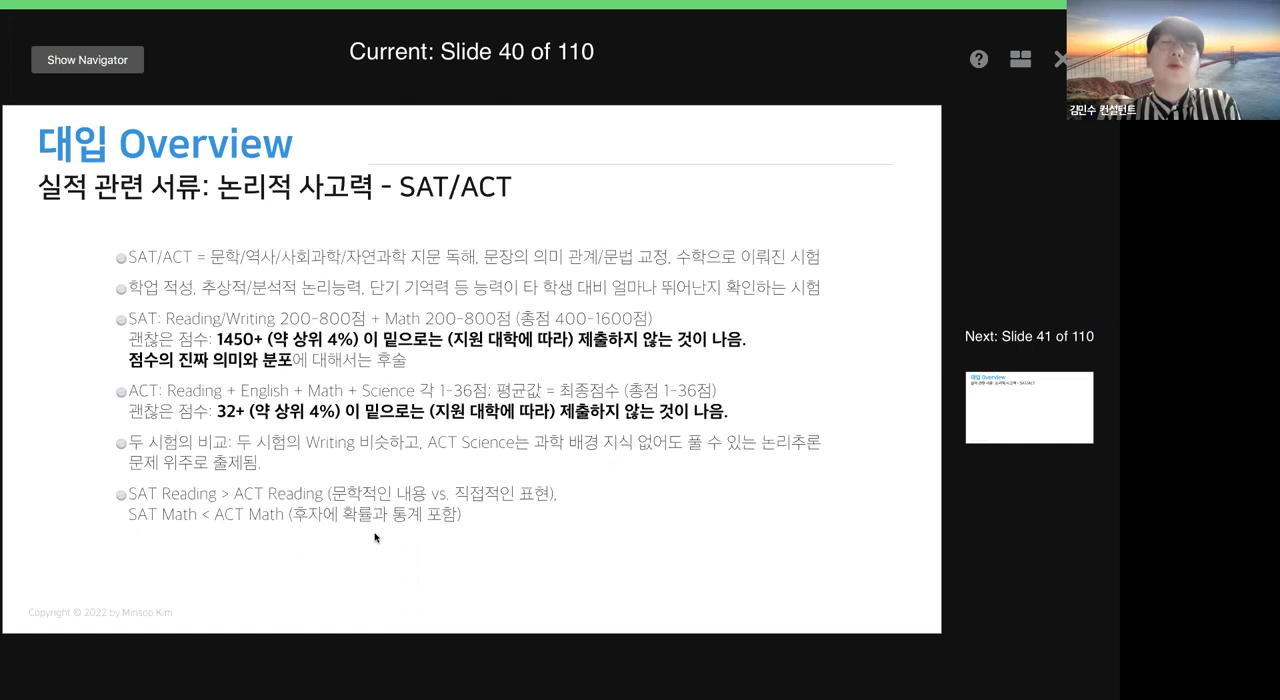 Show Navigator
Current: Slide 40 of 110
김민수 컨설턴트
대입 Overview
실적 관련 서류: 논리적 사고력 - SAT/ACT
SAT/ACT = 문학/역사/사회과학/자연과학 지문 독해, 문장의 의미 관계/문법 교정, 수학으로 이뤄진 시험
학업 적성, 추상적/분석적 논리능력, 단기 기억력 등 능력이 타 학생 대비 얼마나 뛰어난지 확인하는 시험
SAT: Reading/Writing 200-800점 + Math 200-800점 (총점 400-1600점)
괜찮은 점수: 1450+ (약 상위 4%) 이 밑으로는 (지원 대학에 따라) 제출하지 않는 것이 나음.
점수의 진짜 의미와 분포에 대해서는 후술
ACT: Reading + English + Math + Science 각 1-36점: 평균값 = 최종점수 (총점 1-36점)
괜찮은 점수: 32+ (약 상위 4%) 이 밑으로는 (지원 대학에 따라) 제출하지 않는 것이 나음.
두 시험의 비교: 두 시험의 Writing 비슷하고, ACT Science는 과학 배경 지식 없어도 풀 수 있는 논리추론
문제 위주로 출제됨.
SAT Reading > ACT Reading (문학적인 내용 vs. 직접적인 표현),
SAT Math < ACT Math (후자에 확률과 통계 포함)
Copyright © 2022 by Minsoo Kim
Next: Slide 41 of 110
대입 Overview
실적 관련 서류: 논리적 사고력 - SAT/ACT